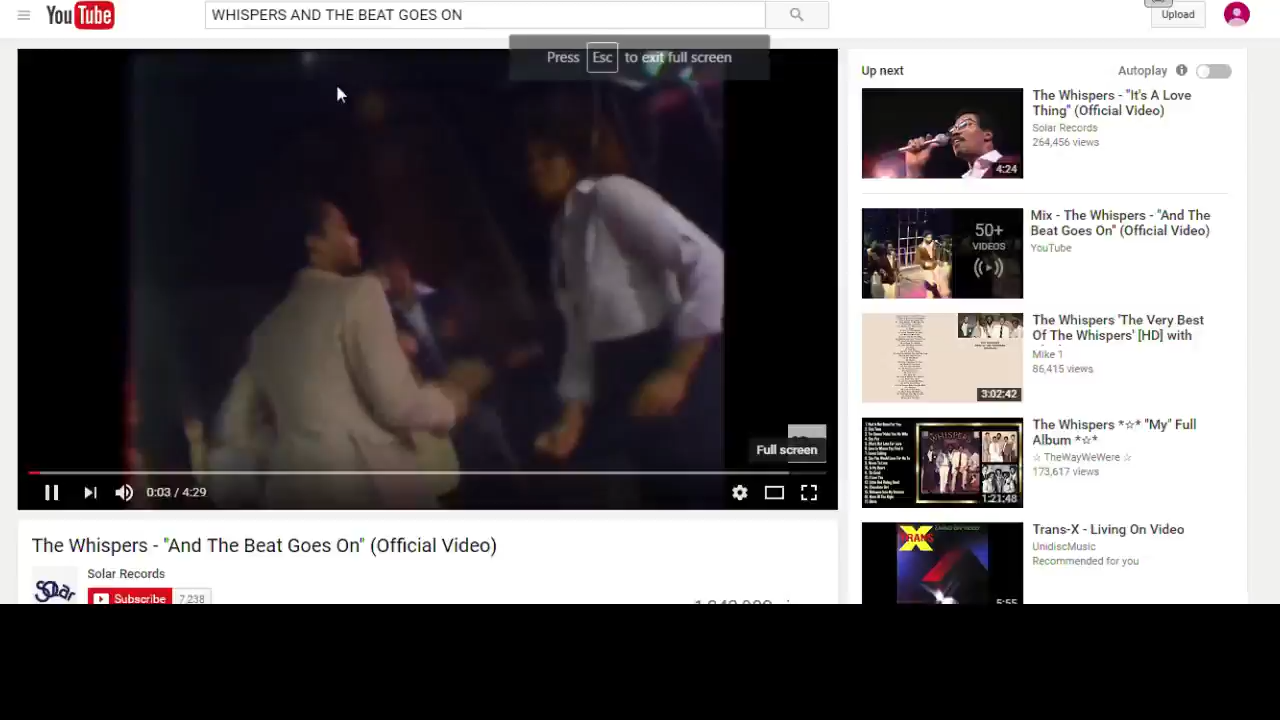 YouTube
WHISPERS AND THE BEAT GOES ON
Upload
Press Esc to exit full screen
Full screen
0:03 / 4:29
The Whispers - "And The Beat Goes On" (Official Video)
Solar Records
Solar
Subscribe 7,238
Up next
Autoplay
The Whispers - "It's A Love
Thing" (Official Video)
Solar Records
264,456 views
4:24
50+
VIDEOS
Mix - The Whispers - "And The
Beat Goes On" (Official Video)
YouTube
The Whispers 'The Very Best
Of The Whispers' [HD] with
Mike 1
86,415 views
3:02:42
The Whispers *☆* "My" Full
Album *☆*
☆ TheWayWeWere ☆
173,617 views
WHISPERS
1:21:48
Trans-X - Living On Video
UnidiscMusic
Recommended for you
TRANS
X
5:55